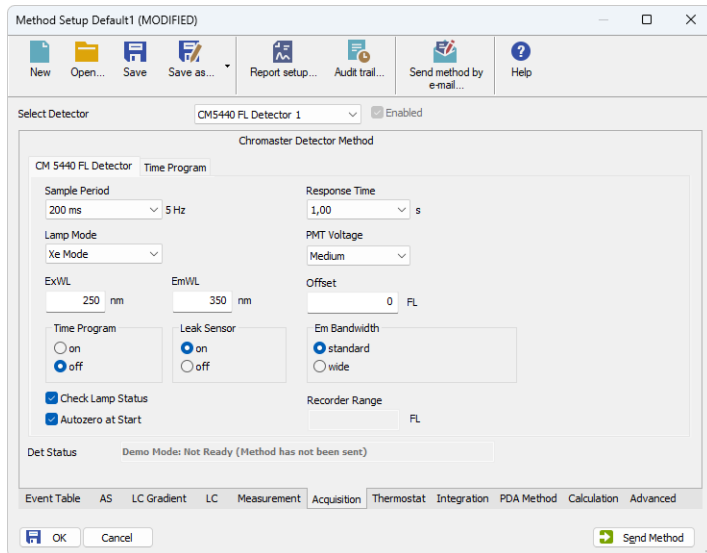 Method Setup Default1 (MODIFIED)
New Open... Save Save as... Report setup... Audit trail... Send method by e-mail... Help
Select Detector CM5440 FL Detector 1 Enabled
Chromaster Detector Method
CM 5440 FL Detector Time Program
Sample Period Response Time
200 ms 5 Hz 1,00 s
Lamp Mode PMT Voltage
Xe Mode Medium
ExWL EmWL Offset
250 nm 350 nm 0 FL
Time Program Leak Sensor Em Bandwidth
on on standard
off off wide
Check Lamp Status Recorder Range
Autozero at Start FL
Det Status Demo Mode: Not Ready (Method has not been sent)
Event Table AS LC Gradient LC Measurement Acquisition Thermostat Integration PDA Method Calculation Advanced
OK Cancel Send Method